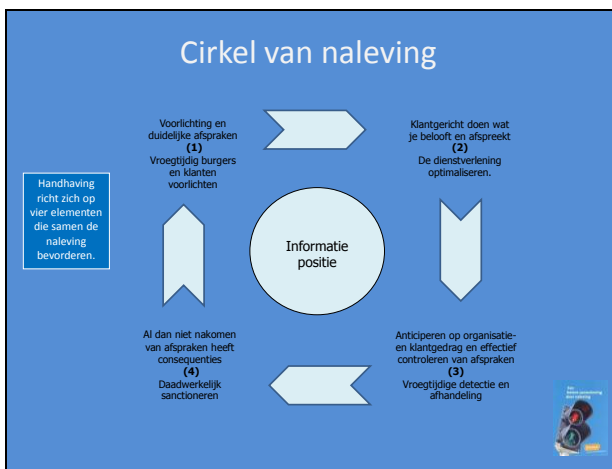 Cirkel van naleving
Voorlichting en
duidelijke afspraken
(1)
Vroegtijdig burgers
en klanten
voorlichten
Klantgericht doen wat
je belooft en afspreekt
(2)
De dienstverlening
optimaliseren.
Handhaving
richt zich op
vier elementen
die samen de
naleving
bevorderen.
Informatie
positie
Al dan niet nakomen
van afspraken heeft
consequenties
(4)
Daadwerkelijk
sanctioneren
Anticiperen op organisatie-
en klantgedrag en effectief
controleren van afspraken
(3)
Vroegtijdige detectie en
afhandeling